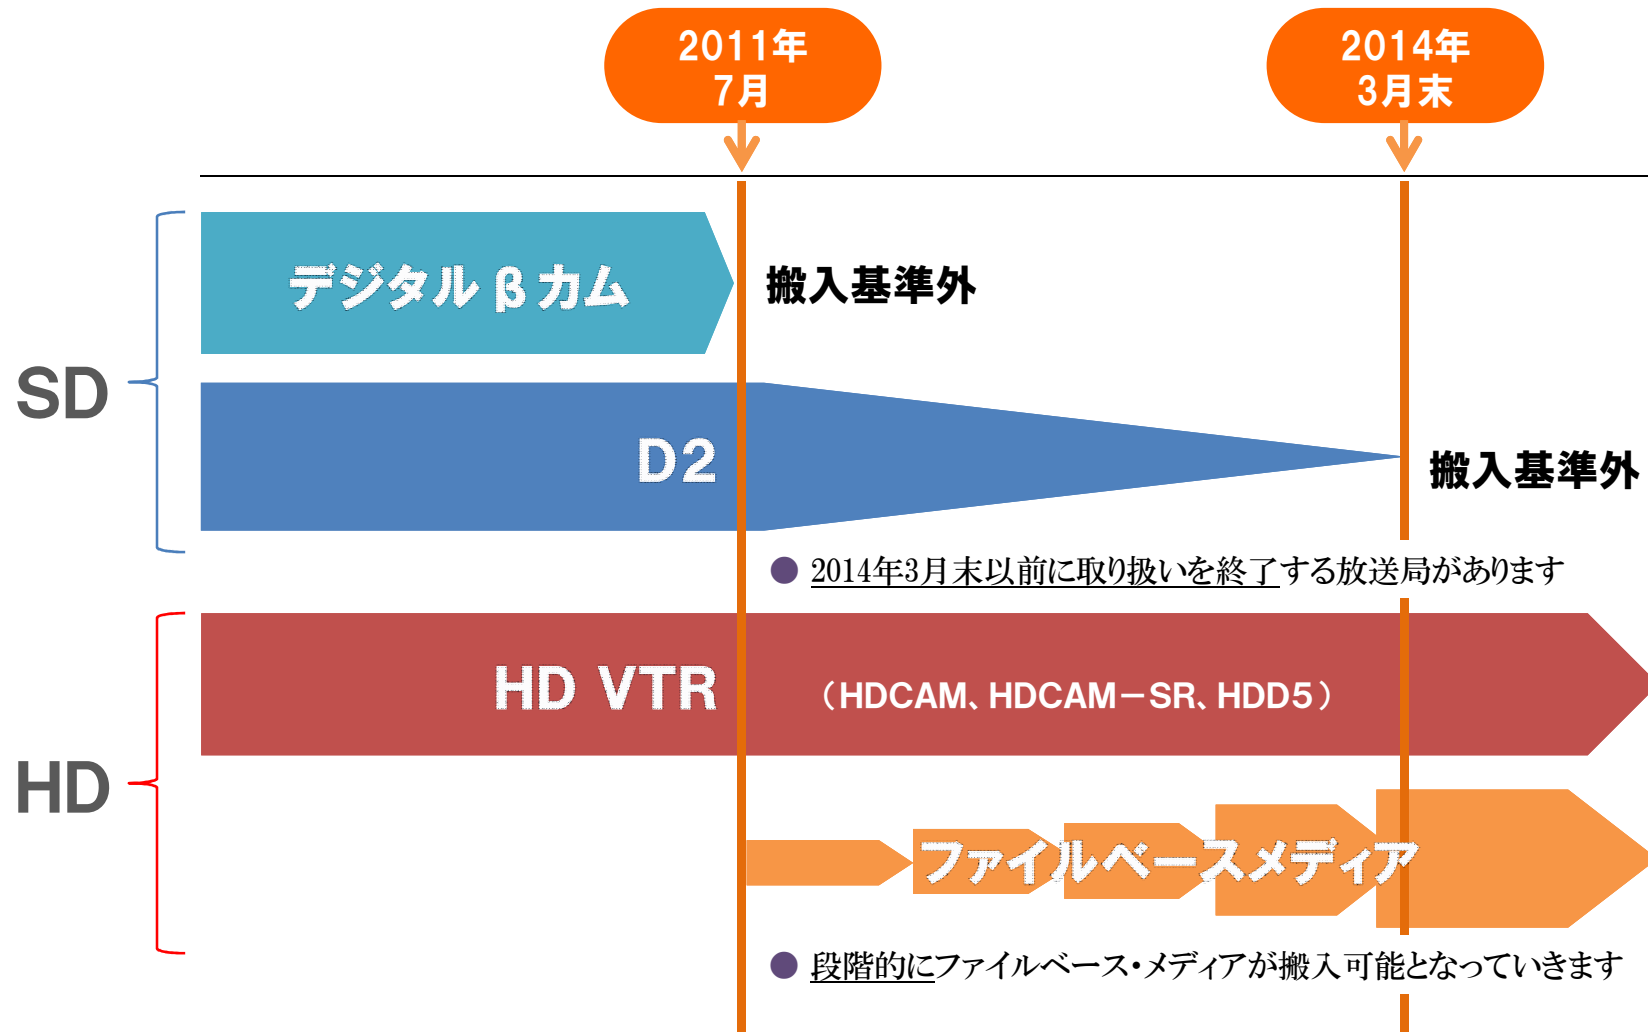 2011年
7月
2014年
3月末
SD
デジタルβカム
搬入基準外
D2
搬入基準外
● 2014年3月末以前に取り扱いを終了する放送局があります
HD
HD VTR
（HDCAM、HDCAM－SR、HDD5）
ファイルベースメディア
● 段階的にファイルベース・メディアが搬入可能となっていきます